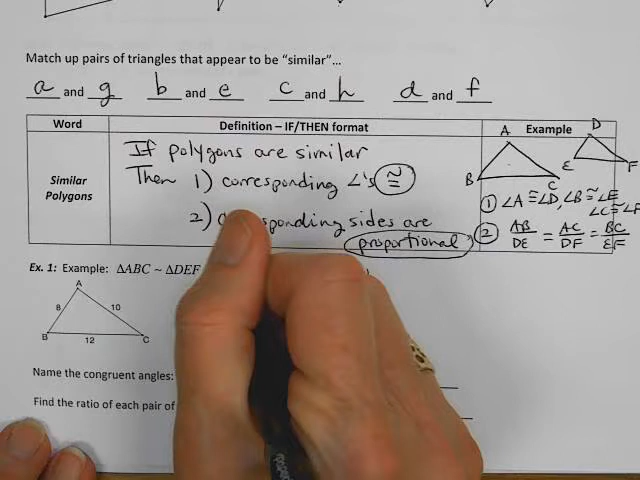 Match up pairs of triangles that appear to be “similar”...
a and g b and e c and h d and f
Word Definition – IF/THEN format Example
If polygons are similar
Then 1) corresponding ∠'s ≅
2) sponding sides are
proportional
Similar
Polygons
A D
B C E F
① ∠A ≅ ∠D, ∠B ≅ ∠E
∠C ≅ ∠F
② AB/DE = AC/DF = BC/EF
Ex. 1: Example: ΔABC ~ ΔDEF
A
8 10
B 12 C
Name the congruent angles:
Find the ratio of each pair of